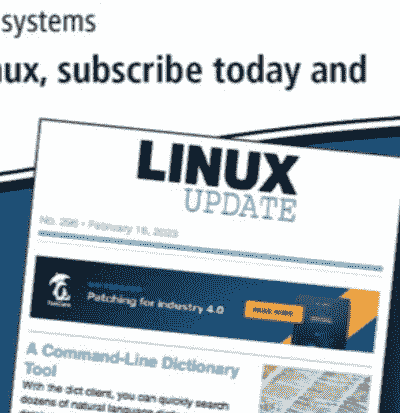 systems
nux, subscribe today and
LINUX
UPDATE
February 16, 2023
Patching for Industry 4.0
A Command-Line Dictionary
Tool
With the dict client, you can quickly search
dozens of natural language